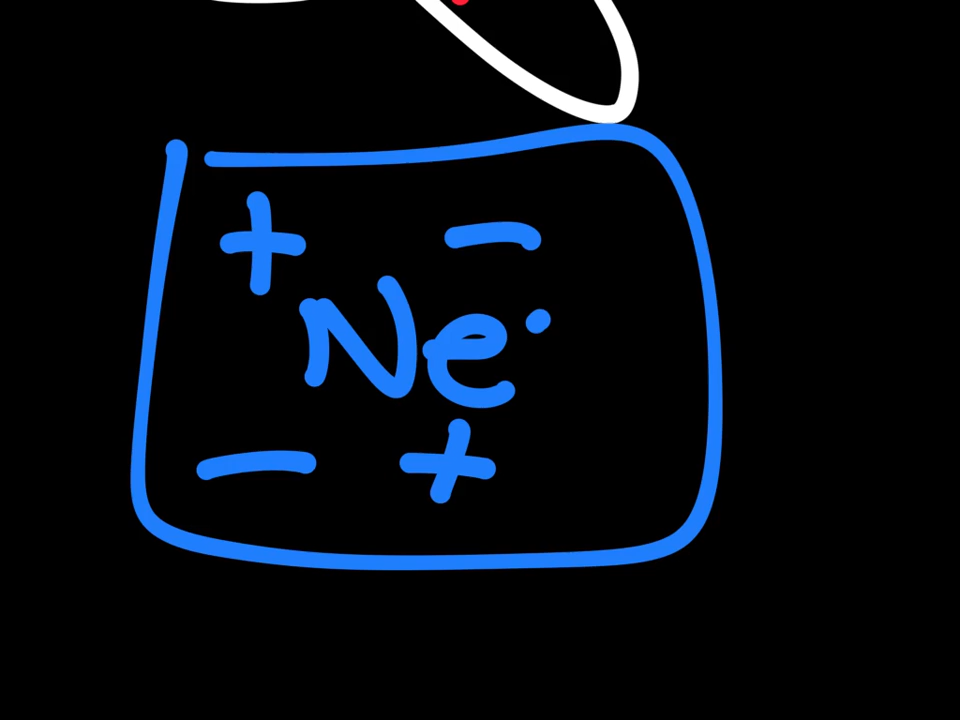 + -
Ne.
- +